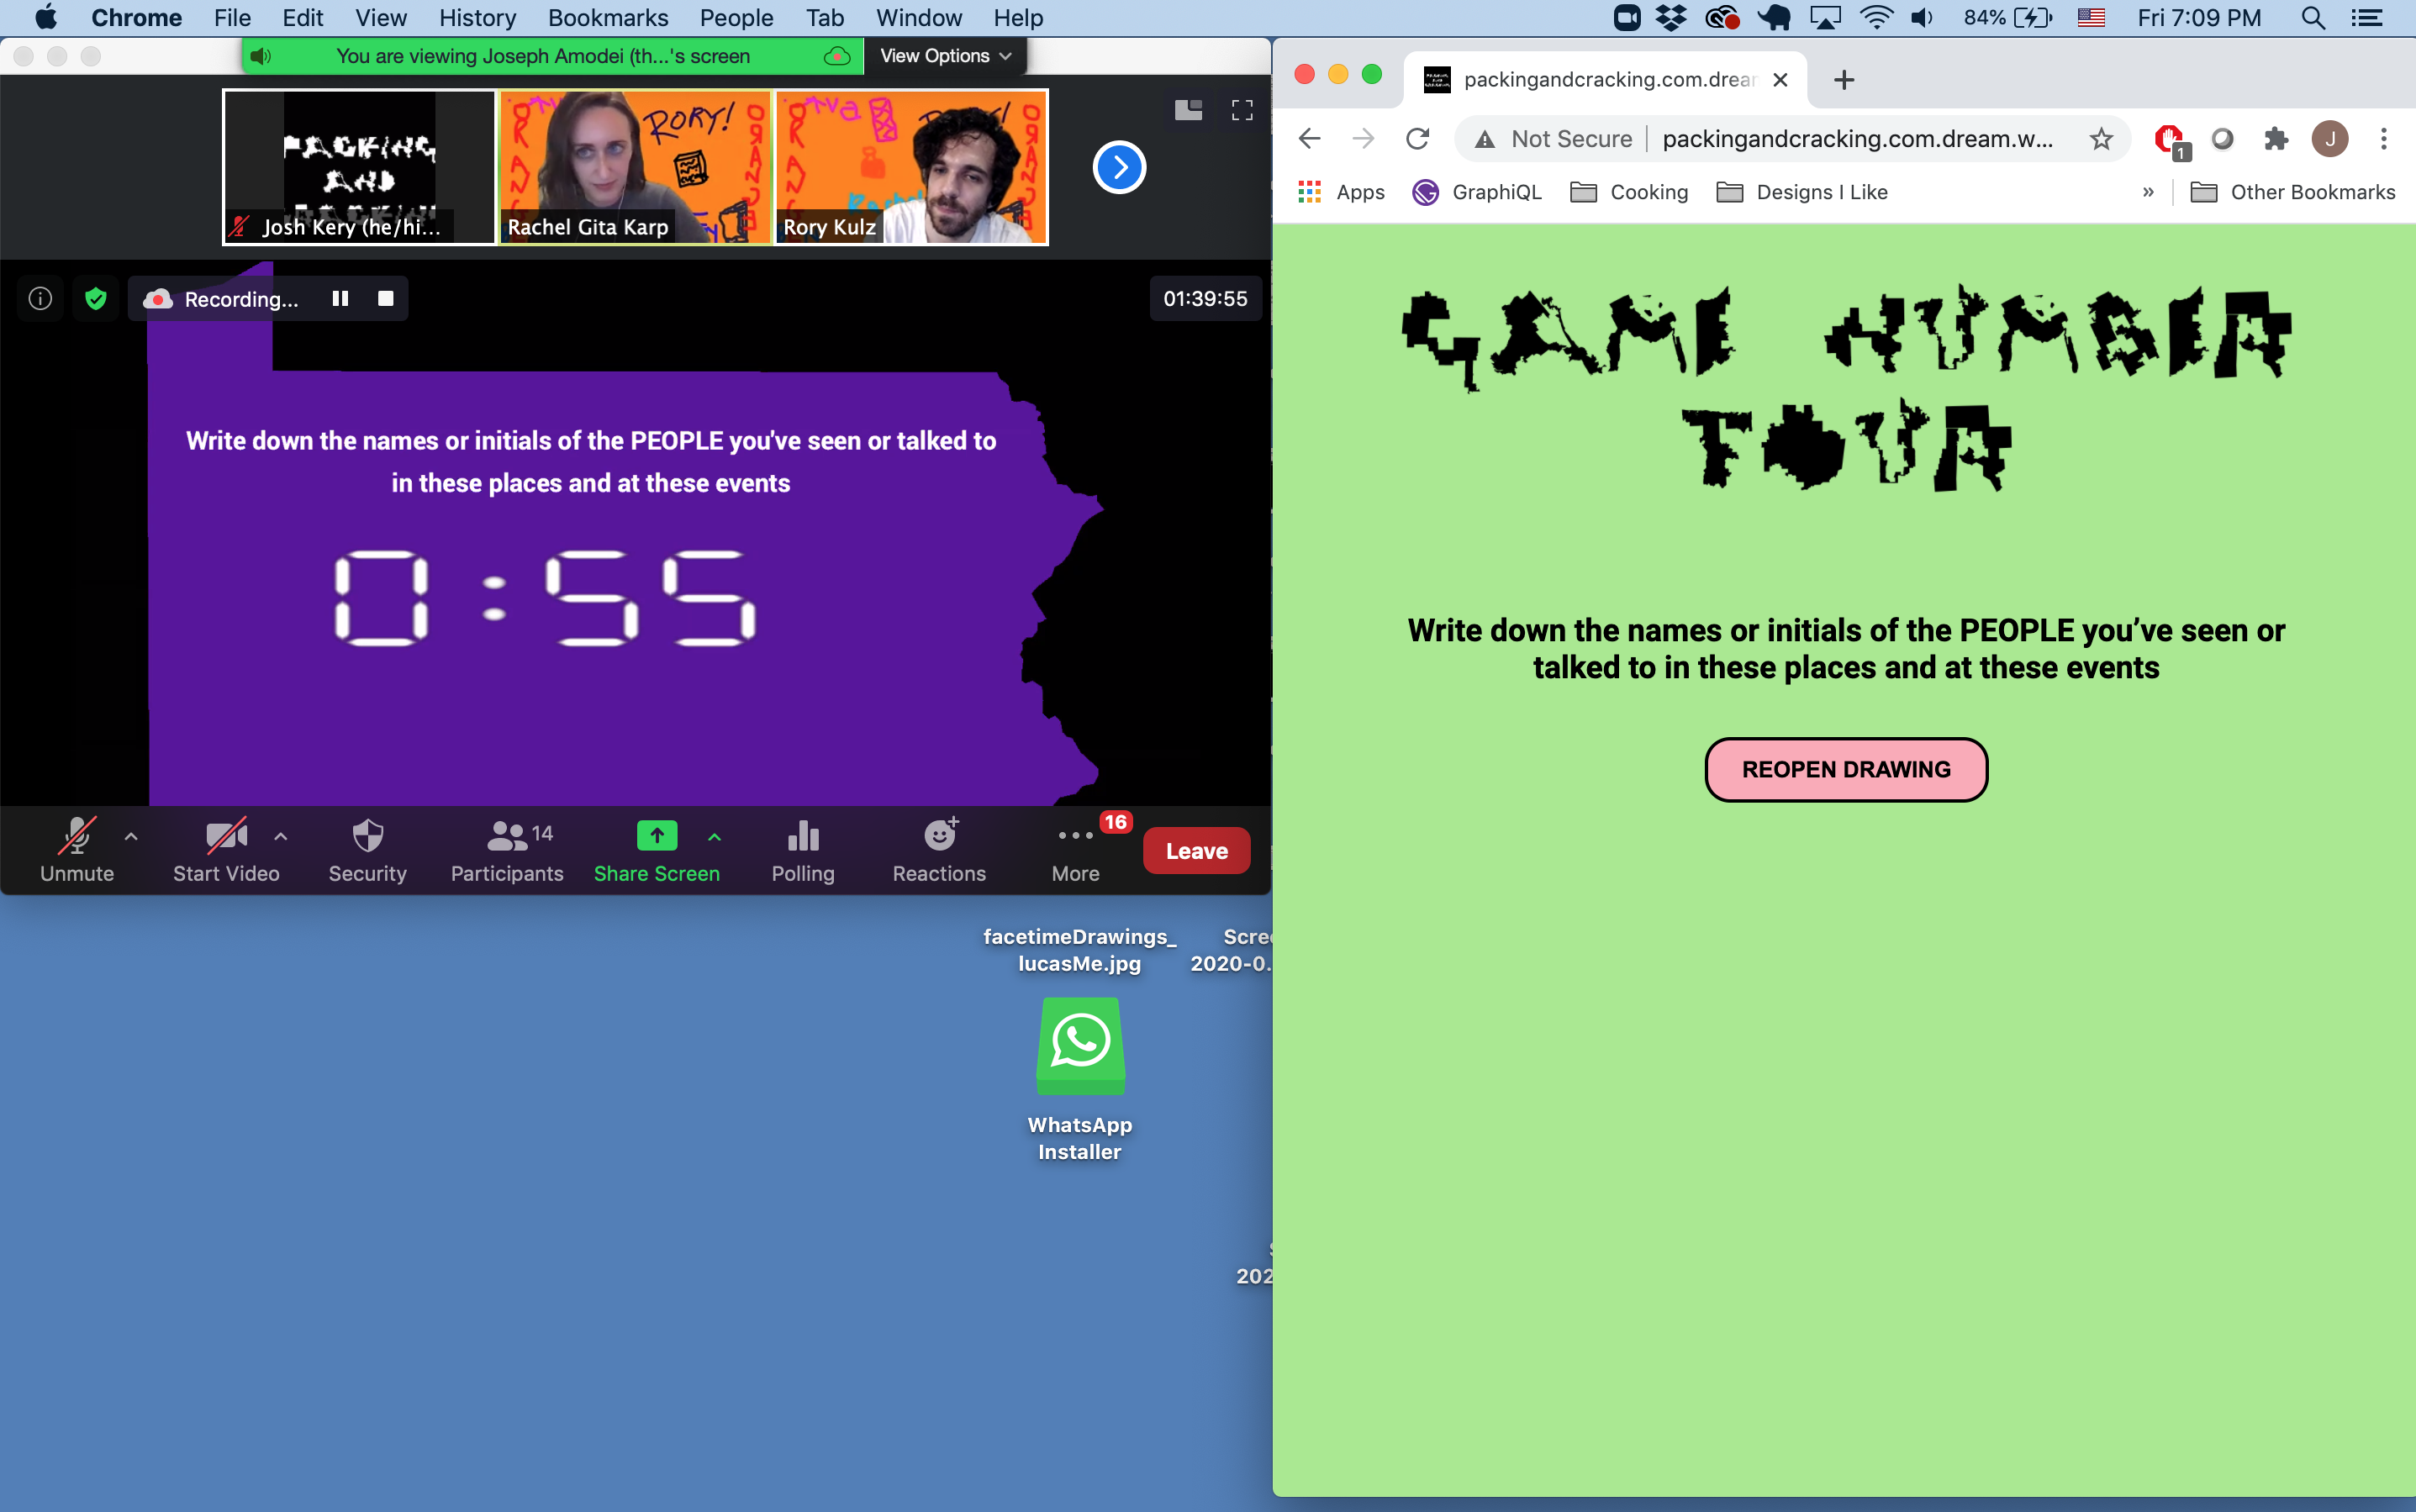 Chrome File Edit View History Bookmarks People Tab Window Help 84% Fri 7:09 PM
You are viewing Joseph Amodei (th...'s screen View Options
PACKING
AND
Josh Kery (he/hi...
RORY!
Rachel Gita Karp
Rory Kulz
Recording...
01:39:55
Write down the names or initials of the PEOPLE you've seen or talked to
in these places and at these events
0:55
Unmute
Start Video
Security
14
Participants
Share Screen
Polling
Reactions
16
More
Leave
facetimeDrawings_
lucasMe.jpg
2020-0.
WhatsApp
Installer
202
packingandcracking.com.drea
Not Secure packingandcracking.com.dream.w...
1
J
Apps GraphiQL Cooking Designs I Like » Other Bookmarks
GAME NUMBER
FOUR
Write down the names or initials of the PEOPLE you’ve seen or
talked to in these places and at these events
REOPEN DRAWING